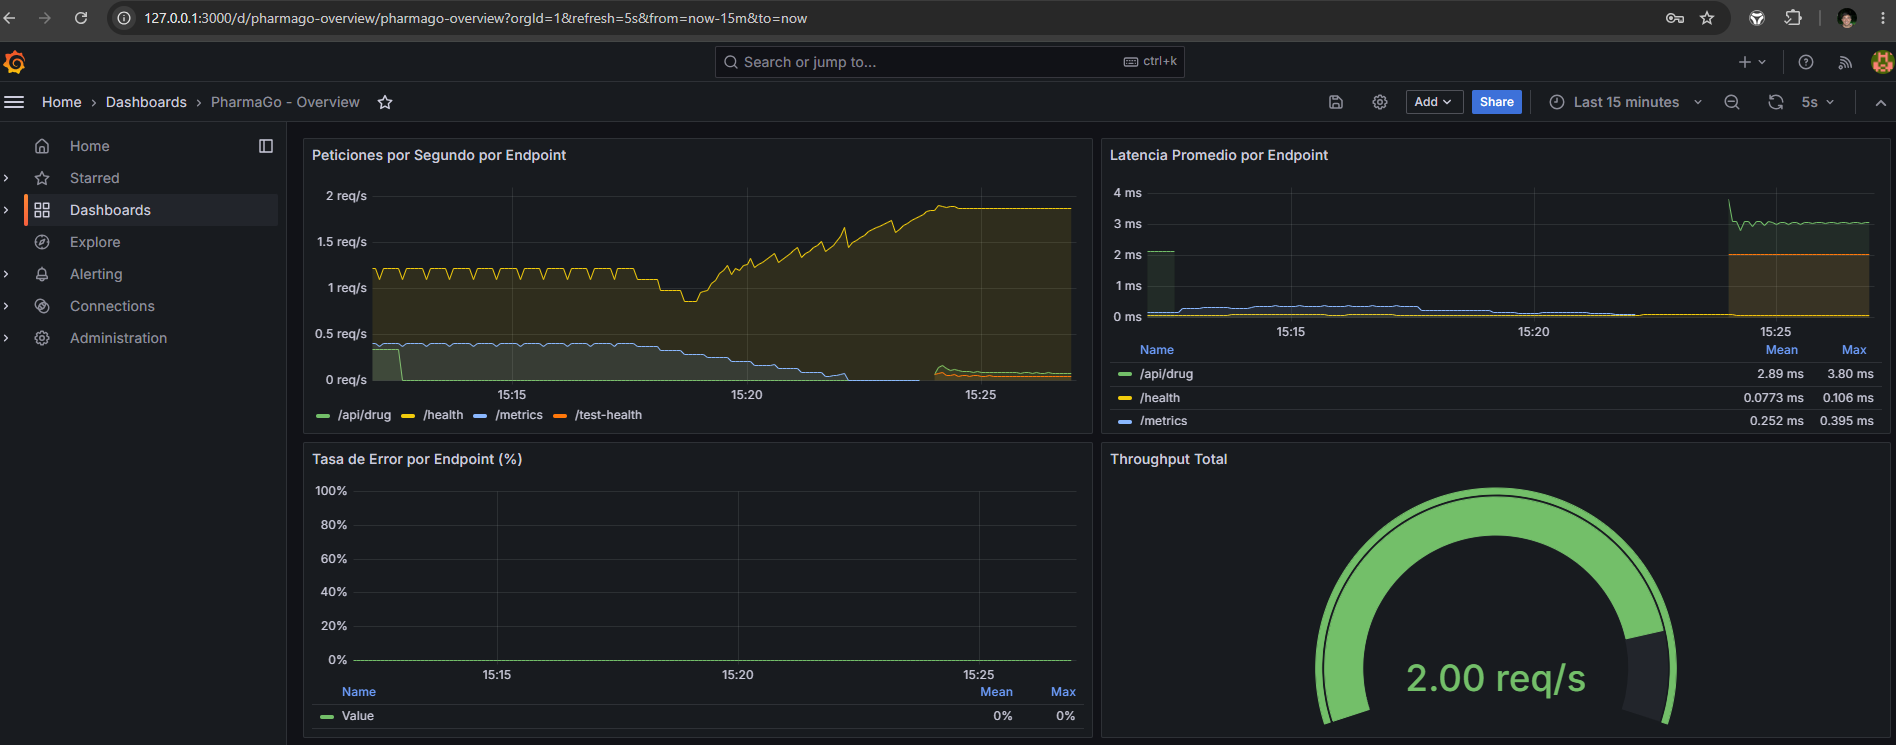 127.0.0.1:3000/d/pharmago-overview/pharmago-overview?orgId=1&refresh=5s&from=now-15m&to=now
Search or jump to... ctrl+k
Home › Dashboards › PharmaGo - Overview
Add
Share
Last 15 minutes
5s
Home
Starred
Dashboards
Explore
Alerting
Connections
Administration
Peticiones por Segundo por Endpoint
2 req/s
1.5 req/s
1 req/s
0.5 req/s
0 req/s
15:15 15:20 15:25
/api/drug /health /metrics /test-health
Latencia Promedio por Endpoint
4 ms
3 ms
2 ms
1 ms
0 ms
15:15 15:20 15:25
Name Mean Max
/api/drug 2.89 ms 3.80 ms
/health 0.0773 ms 0.106 ms
/metrics 0.252 ms 0.395 ms
Tasa de Error por Endpoint (%)
100%
80%
60%
40%
20%
0%
15:15 15:20 15:25
Name Mean Max
Value 0% 0%
Throughput Total
2.00 req/s